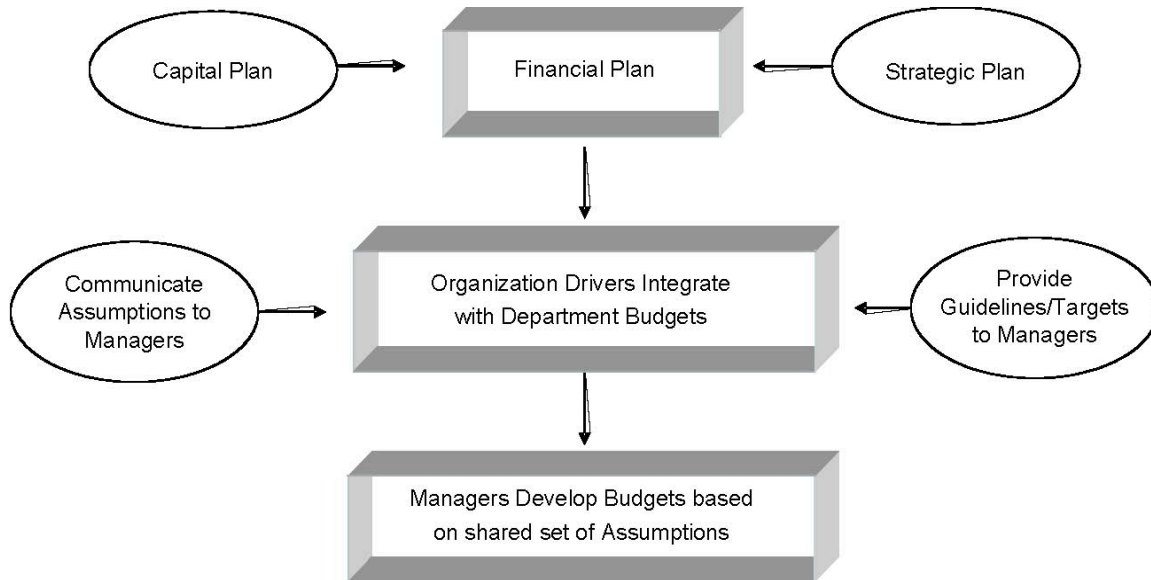 Capital Plan
Financial Plan
Strategic Plan
Communicate
Assumptions to
Managers
Organization Drivers Integrate
with Department Budgets
Provide
Guidelines/Targets
to Managers
Managers Develop Budgets based
on shared set of Assumptions